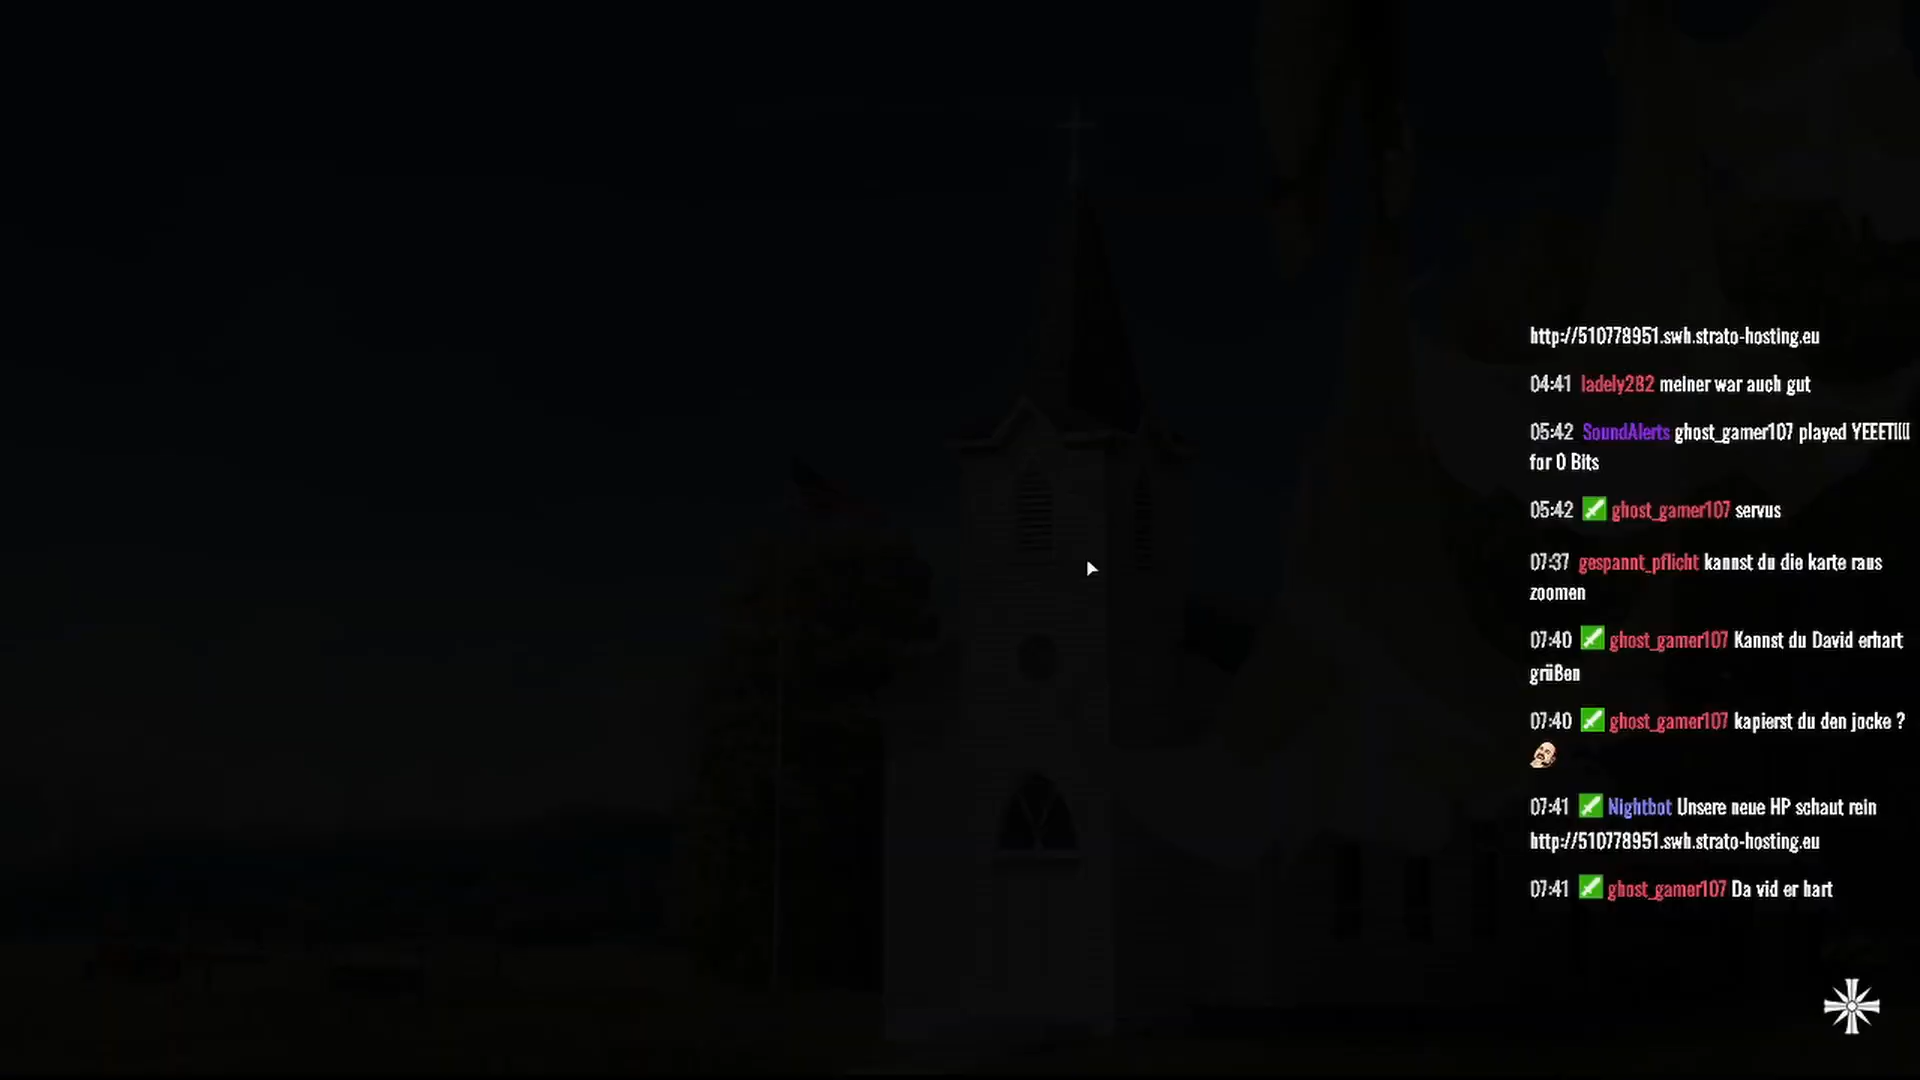 http://510778951.swh.strato-hosting.eu
04:41 ladely282 meiner war auch gut
05:42 SoundAlerts ghost_gamer107 played YEEET!!!!
for 0 Bits
05:42 ghost_gamer107 servus
07:37 gespannt_pflicht kannst du die karte raus
zoomen
07:40 ghost_gamer107 Kannst du David erhart
grüßen
07:40 ghost_gamer107 kapierst du den jocke ?
07:41 Nightbot Unsere neue HP schaut rein
http://510778951.swh.strato-hosting.eu
07:41 ghost_gamer107 Da vid er hart